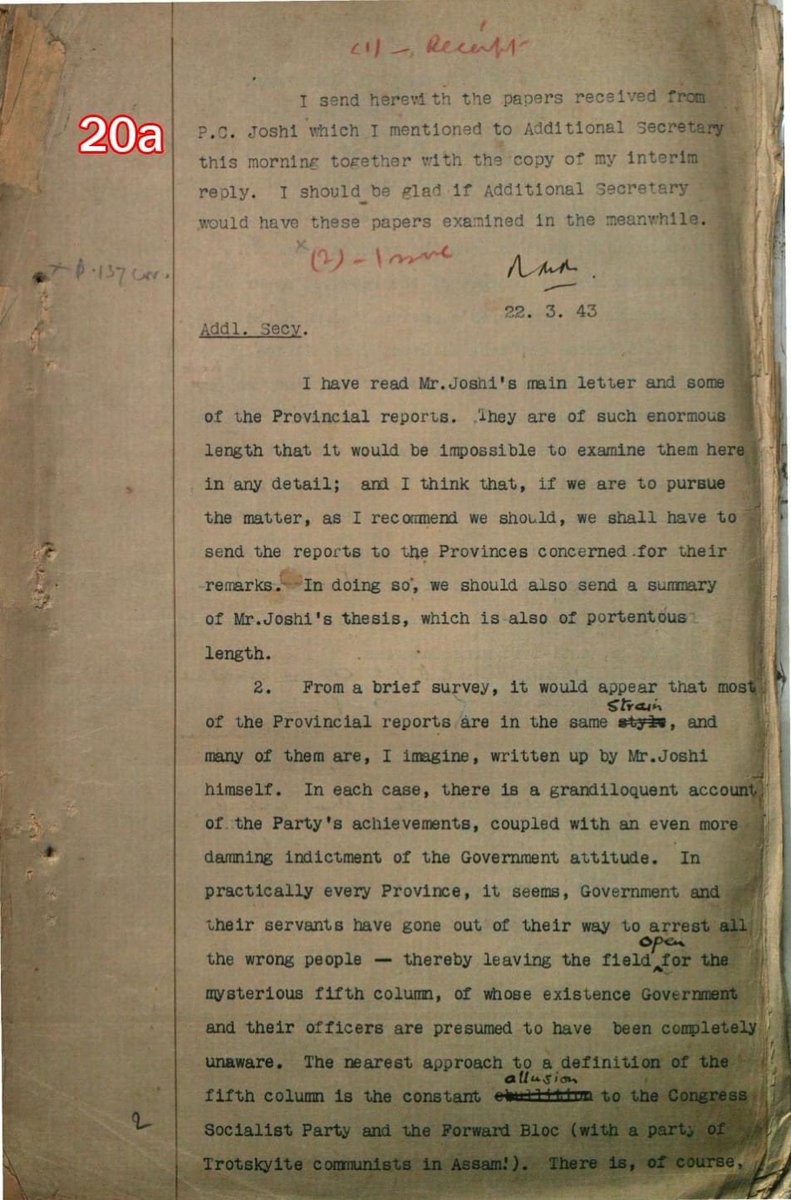 (1) – Receipt
I send herewith the papers received from
20a
P.C. Joshi which I mentioned to Additional Secretary
this morning together with the copy of my interim
reply. I should be glad if Additional Secretary
would have these papers examined in the meanwhile.
x
(2) – Issue
x P. 137 Cor.
22. 3. 43
Addl. Secy.
I have read Mr.Joshi's main letter and some
of the Provincial reports. They are of such enormous
length that it would be impossible to examine them here
in any detail; and I think that, if we are to pursue
the matter, as I recommend we should, we shall have to
send the reports to the Provinces concerned for their
remarks. In doing so, we should also send a summary
of Mr.Joshi's thesis, which is also of portentous
length.
2. From a brief survey, it would appear that most
strain
of the Provincial reports are in the same style, and
many of them are, I imagine, written up by Mr.Joshi
himself. In each case, there is a grandiloquent account
of the Party's achievements, coupled with an even more
damning indictment of the Government attitude. In
practically every Province, it seems, Government and
their servants have gone out of their way to arrest all
open
the wrong people — thereby leaving the field for the
mysterious fifth column, of whose existence Government
and their officers are presumed to have been completely
unaware. The nearest approach to a definition of the
allusion
fifth column is the constant to the Congress
2
Socialist Party and the Forward Bloc (with a party of
Trotskyite communists in Assam!). There is, of course,